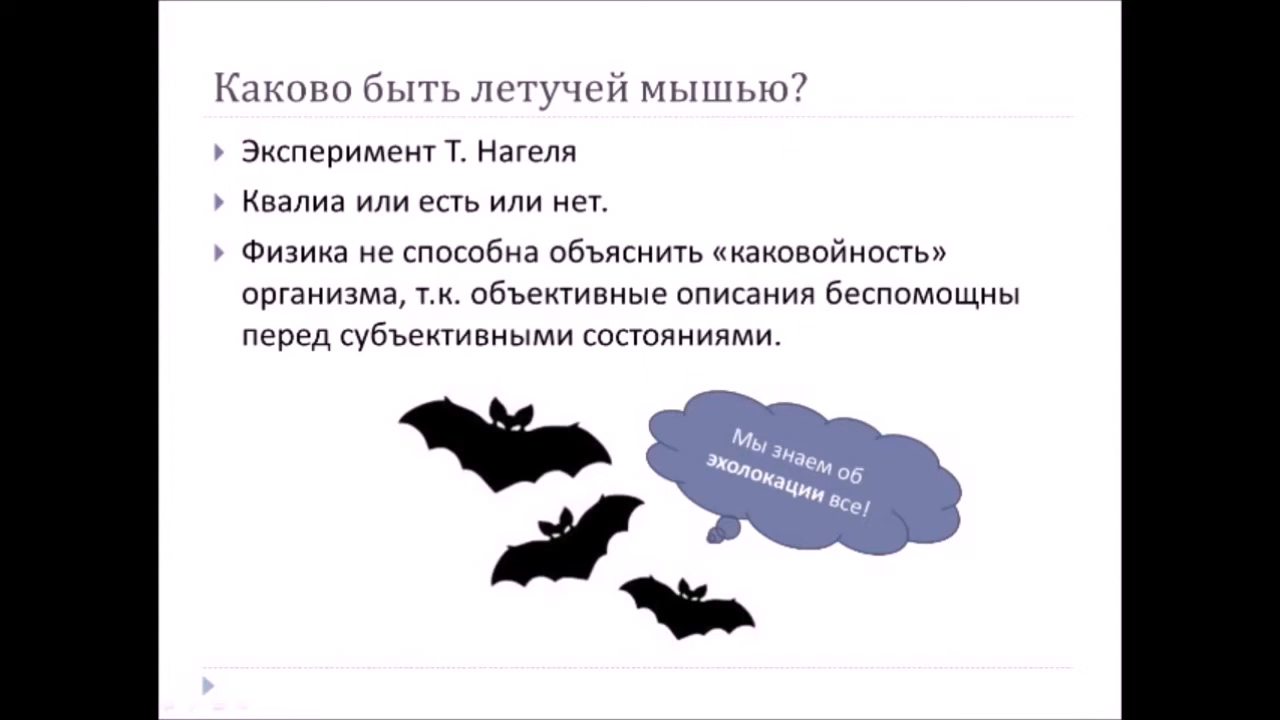 Каково быть летучей мышью?
Эксперимент Т. Нагеля
Квалиа или есть или нет.
Физика не способна объяснить «каковойность»
организма, т.к. объективные описания беспомощны
перед субъективными состояниями.
Мы знаем об
эхолокации все!